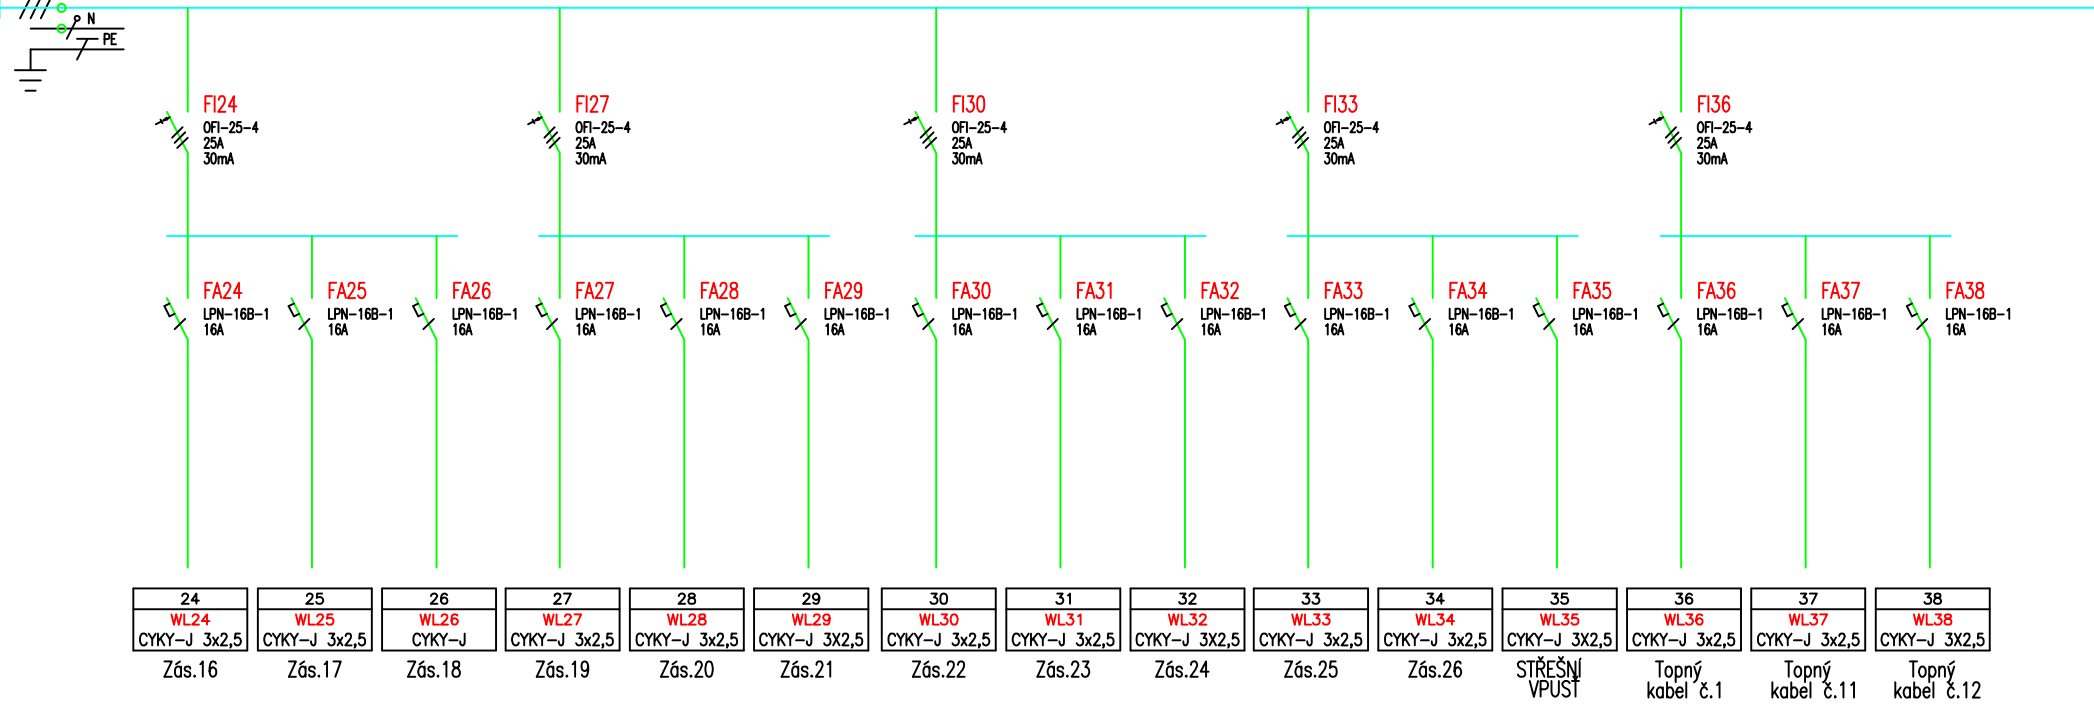 N
PE
FI24
OFI-25-4
25A
30mA
FI27
OFI-25-4
25A
30mA
FI30
OFI-25-4
25A
30mA
FI33
OFI-25-4
25A
30mA
FI36
OFI-25-4
25A
30mA
FA24
LPN-16B-1
16A
FA25
LPN-16B-1
16A
FA26
LPN-16B-1
16A
FA27
LPN-16B-1
16A
FA28
LPN-16B-1
16A
FA29
LPN-16B-1
16A
FA30
LPN-16B-1
16A
FA31
LPN-16B-1
16A
FA32
LPN-16B-1
16A
FA33
LPN-16B-1
16A
FA34
LPN-16B-1
16A
FA35
LPN-16B-1
16A
FA36
LPN-16B-1
16A
FA37
LPN-16B-1
16A
FA38
LPN-16B-1
16A
24
WL24
CYKY-J 3x2,5
Zás.16
25
WL25
CYKY-J 3x2,5
Zás.17
26
WL26
CYKY-J
Zás.18
27
WL27
CYKY-J 3x2,5
Zás.19
28
WL28
CYKY-J 3x2,5
Zás.20
29
WL29
CYKY-J 3X2,5
Zás.21
30
WL30
CYKY-J 3x2,5
Zás.22
31
WL31
CYKY-J 3x2,5
Zás.23
32
WL32
CYKY-J 3X2,5
Zás.24
33
WL33
CYKY-J 3x2,5
Zás.25
34
WL34
CYKY-J 3x2,5
Zás.26
35
WL35
CYKY-J 3X2,5
STŘEŠNÍ
VPUSŤ
36
WL36
CYKY-J 3x2,5
Topný
kabel č.1
37
WL37
CYKY-J 3x2,5
Topný
kabel č.11
38
WL38
CYKY-J 3X2,5
Topný
kabel č.12